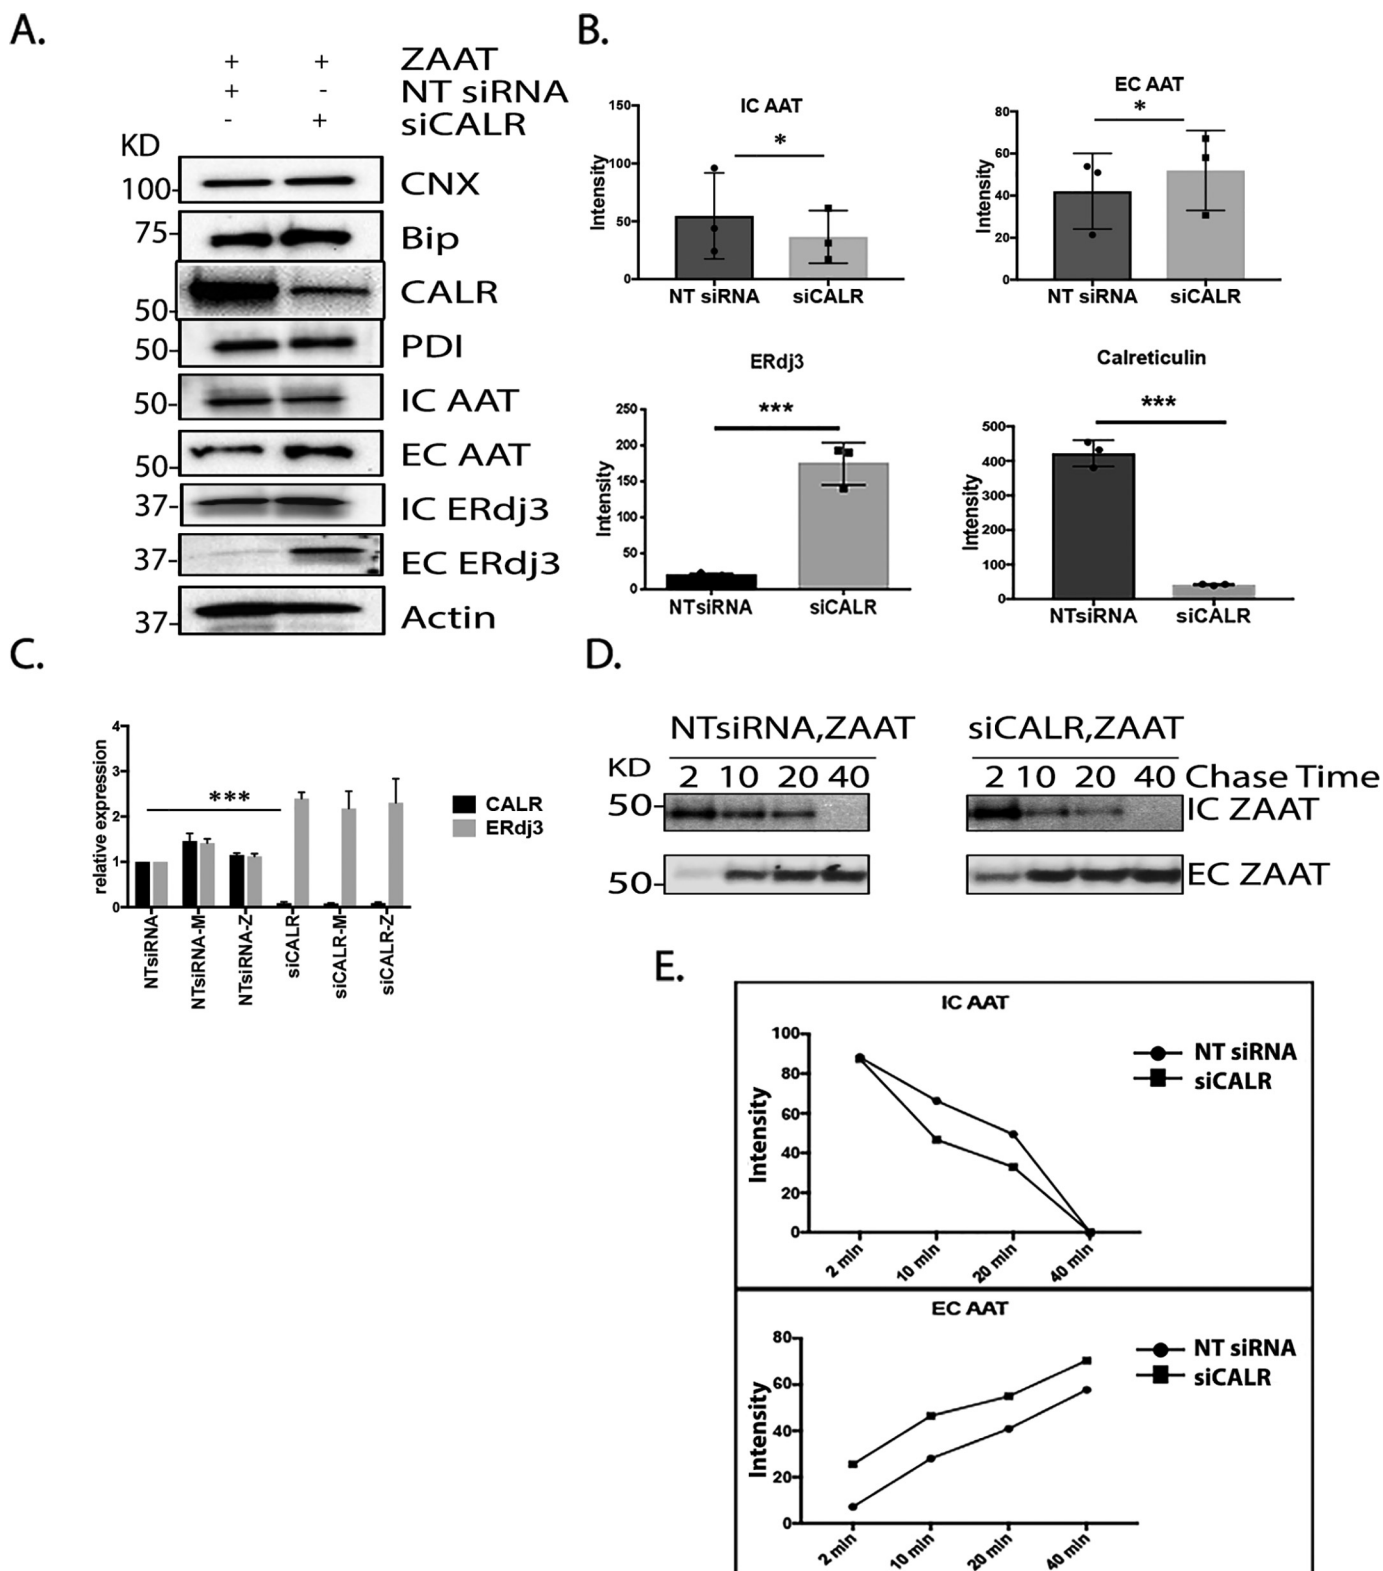 A.
+ + ZAAT
+ - NT siRNA
- + siCALR
KD
100 CNX
75 Bip
50 CALR
50 PDI
50 IC AAT
50 EC AAT
37 IC ERdj3
37 EC ERdj3
37 Actin
B.
IC AAT
*
Intensity
150
100
50
0
NT siRNA siCALR
EC AAT
*
Intensity
80
60
40
20
0
NT siRNA siCALR
ERdj3
***
Intensity
250
200
150
100
50
0
NTsiRNA siCALR
Calreticulin
***
Intensity
500
400
300
200
100
0
NTsiRNA siCALR
C.
relative expression
4
3
2
1
0
***
CALR
ERdj3
NTsiRNA
NTsiRNA-M
NTsiRNA-Z
siCALR
siCALR-M
siCALR-Z
D.
NTsiRNA,ZAAT siCALR,ZAAT
KD 2 10 20 40 2 10 20 40 Chase Time
50 IC ZAAT
50 EC ZAAT
E.
IC AAT
Intensity
100
80
60
40
20
0
2 min 10 min 20 min 40 min
NT siRNA
siCALR
EC AAT
Intensity
80
60
40
20
0
2 min 10 min 20 min 40 min
NT siRNA
siCALR